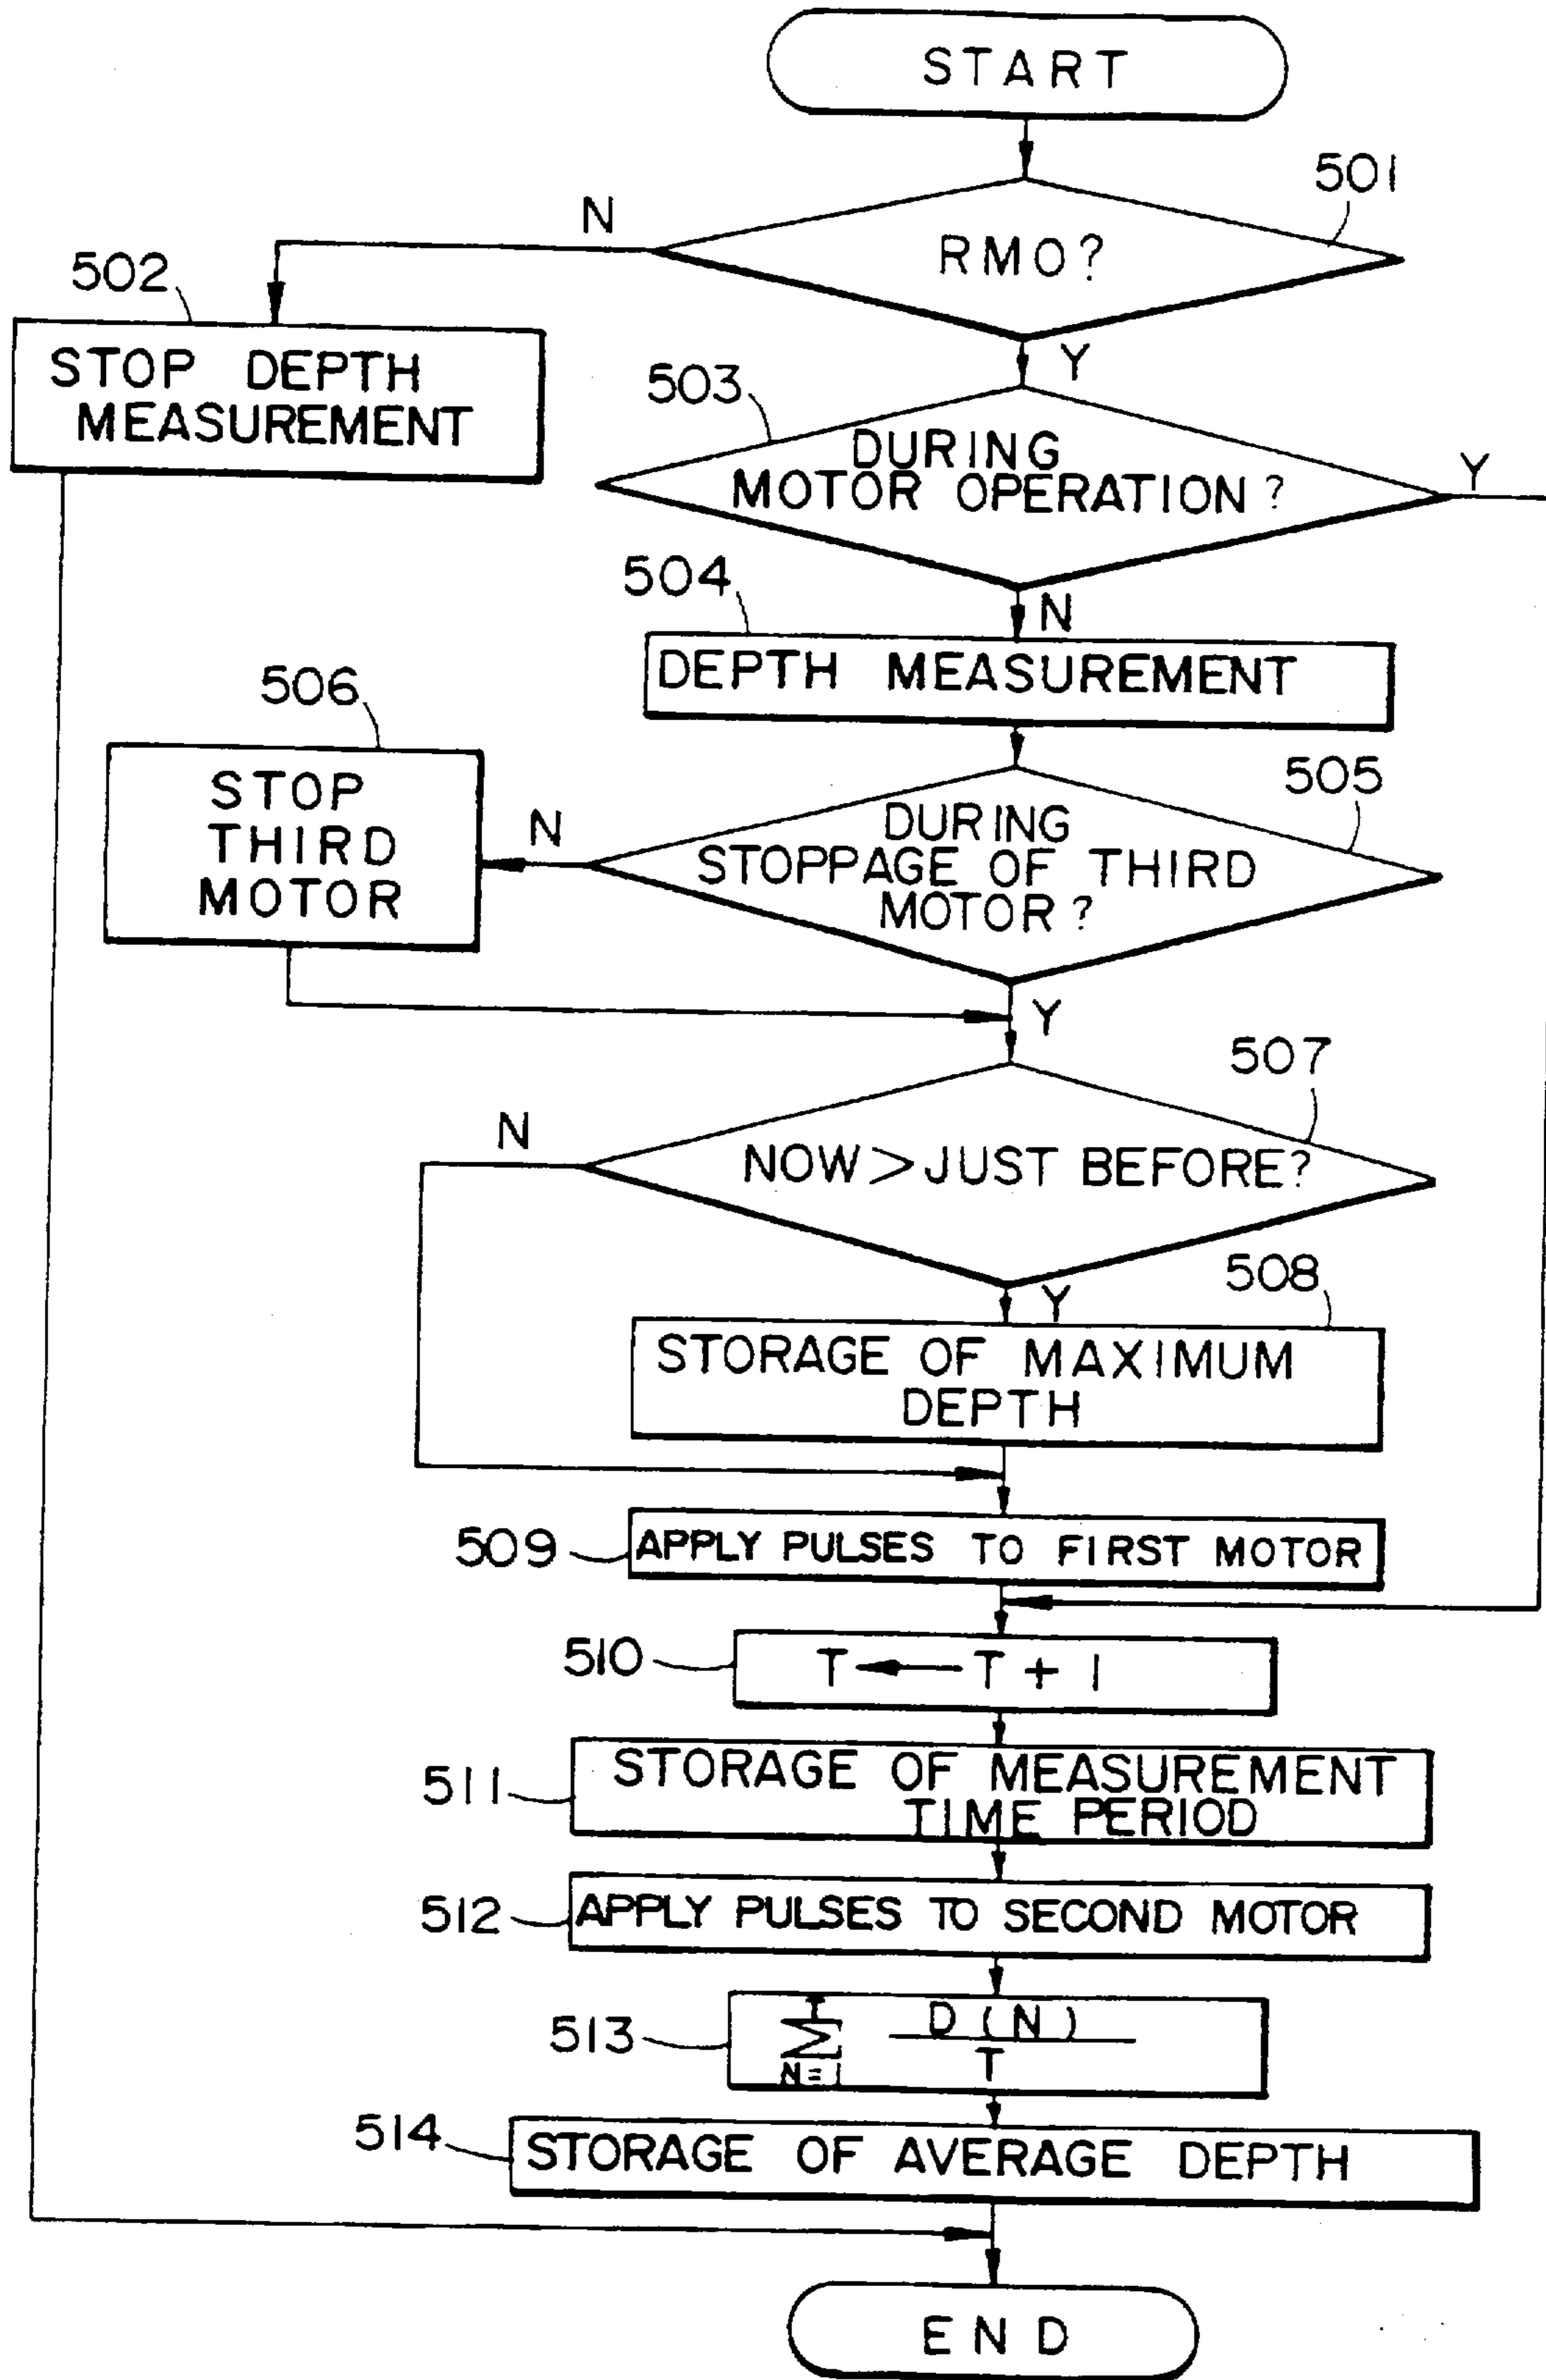 START
501
N
RMO?
502
Y
STOP DEPTH
MEASUREMENT
503
DURING
MOTOR OPERATION?
Y
504
N
DEPTH MEASUREMENT
506
505
STOP
THIRD
MOTOR
N
DURING
STOPPAGE OF THIRD
MOTOR?
Y
507
N
NOW > JUST BEFORE?
508
Y
STORAGE OF MAXIMUM
DEPTH
509
APPLY PULSES TO FIRST MOTOR
510
T ← T + 1
511
STORAGE OF MEASUREMENT
TIME PERIOD
512
APPLY PULSES TO SECOND MOTOR
513
T
Σ
N=1
D(N)
T
514
STORAGE OF AVERAGE DEPTH
END